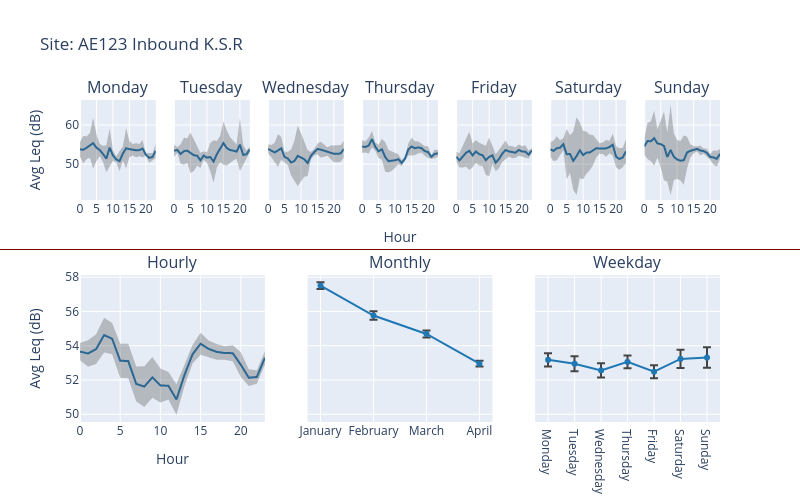 Site: AE123 Inbound K.S.R
Monday Tuesday Wednesday Thursday Friday Saturday Sunday
Avg Leq (dB)
60
50
0 5 10 15 20 0 5 10 15 20 0 5 10 15 20 0 5 10 15 20 0 5 10 15 20 0 5 10 15 20 0 5 10 15 20
Hour
Hourly Monthly Weekday
Avg Leq (dB)
58
56
54
52
50
0 5 10 15 20
Hour
January February March April
Monday
Tuesday
Wednesday
Thursday
Friday
Saturday
Sunday